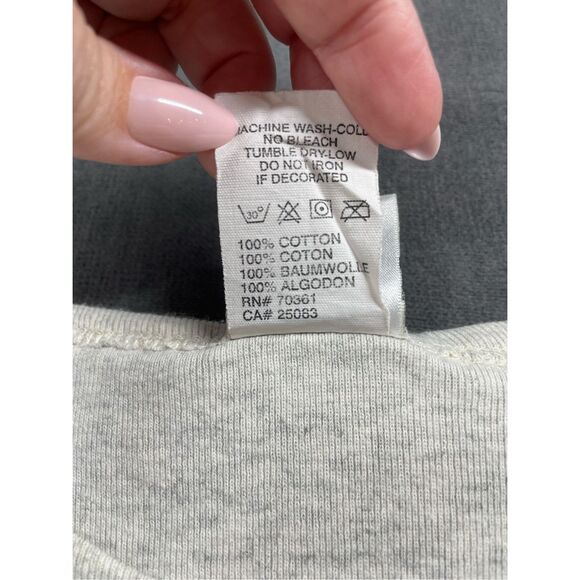 MACHINE WASH-COLD
NO BLEACH
TUMBLE DRY-LOW
DO NOT IRON
IF DECORATED
30°
100% COTTON
100% COTON
100% BAUMWOLLE
100% ALGODON
RN# 70361
CA# 25083